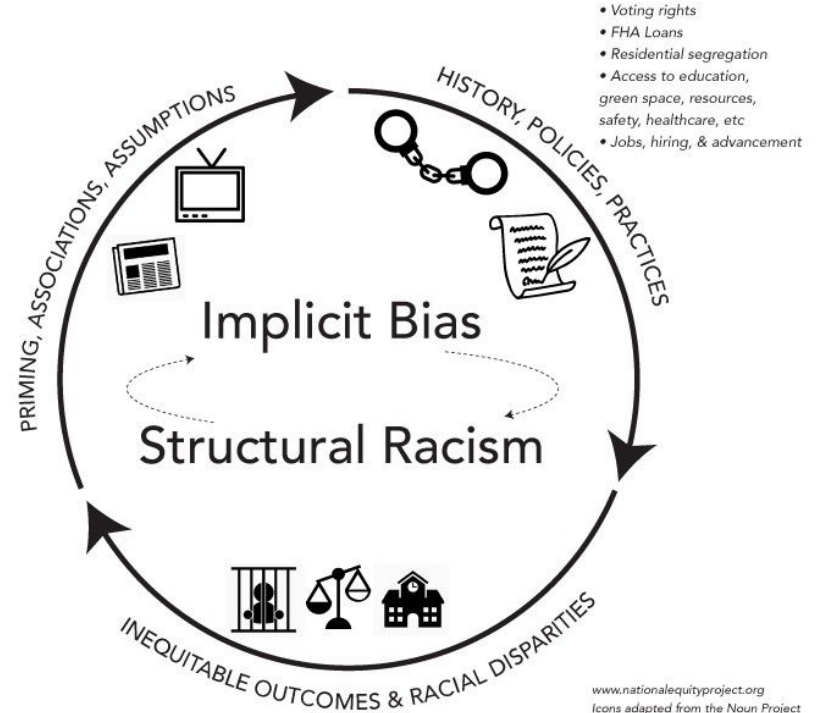 • Voting rights
• FHA Loans
• Residential segregation
• Access to education,
green space, resources,
safety, healthcare, etc
• Jobs, hiring, & advancement
HISTORY, POLICIES, PRACTICES
PRIMING, ASSOCIATIONS, ASSUMPTIONS
Implicit Bias
Structural Racism
INEQUITABLE OUTCOMES & RACIAL DISPARITIES
www.nationalequityproject.org
Icons adapted from the Noun Project